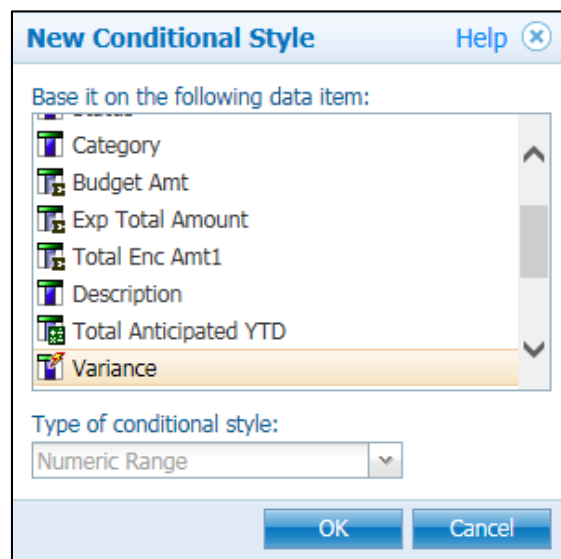 New Conditional Style Help
Base it on the following data item:
Category
Budget Amt
Exp Total Amount
Total Enc Amt1
Description
Total Anticipated YTD
Variance
Type of conditional style:
Numeric Range
OK Cancel